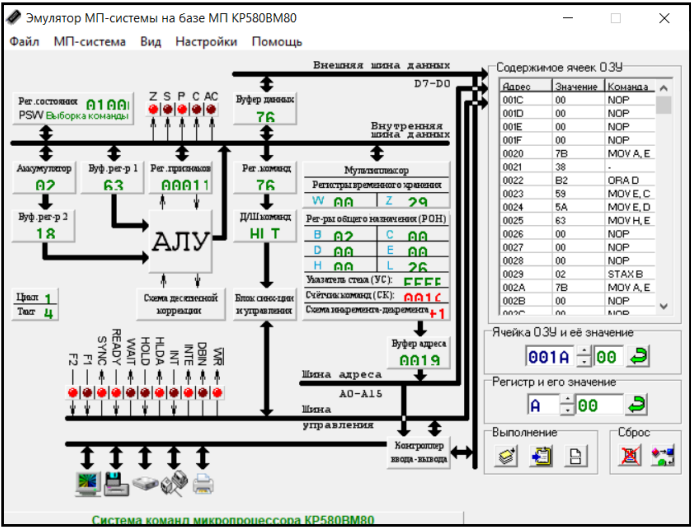 Эмулятор МП-системы на базе МП КР580ВМ80
Файл МП-система Вид Настройки Помощь
Внешняя шина данных
D7-D0
Рег.состояния
PSW Выборка команды
Z S P C AC
Буфер данных
76
Внутренняя
шина данных
Аккумулятор
02
Буф.рег-р 1
63
Рег.признаков
00011
Рег.команд
76
Мультиплексор
Регистры временного хранения
W 00 Z 29
Рег-ры общего назначения (РОН)
B 02 C 00
D 00 E 00
H 00 L 26
Указатель стека (УС):
Счётчик команд (СК):
Схема инкремента-декремента +1
Буф.рег-р 2
18
АЛУ
Д/Ш команд
HLT
Цикл 1
Такт 4
Схема десятичной
коррекции
Блок синх-ции
и управления
Буфер адреса
0019
F2 F1 SYNC READY WAIT HOLD HLDA INT INTE DBIN WR
Шина адреса
A0-A15
Шина
управления
Контроллер
ввода-вывода
Содержимое ячеек ОЗУ
Адрес Значение Команда
001C 00 NOP
001D 00 NOP
001E 00 NOP
001F 00 NOP
0020 7B MOV A, E
0021 38 -
0022 B2 ORA D
0023 59 MOV E, C
0024 5A MOV E, D
0025 63 MOV H, E
0026 00 NOP
0027 00 NOP
0028 00 NOP
0029 02 STAX B
002A 7B MOV A, E
002B 00 NOP
002C 00 NOP
Ячейка ОЗУ и её значение
001A 00
Регистр и его значение
A 00
Выполнение
Сброс
Система команд микропроцессора КР580ВМ80